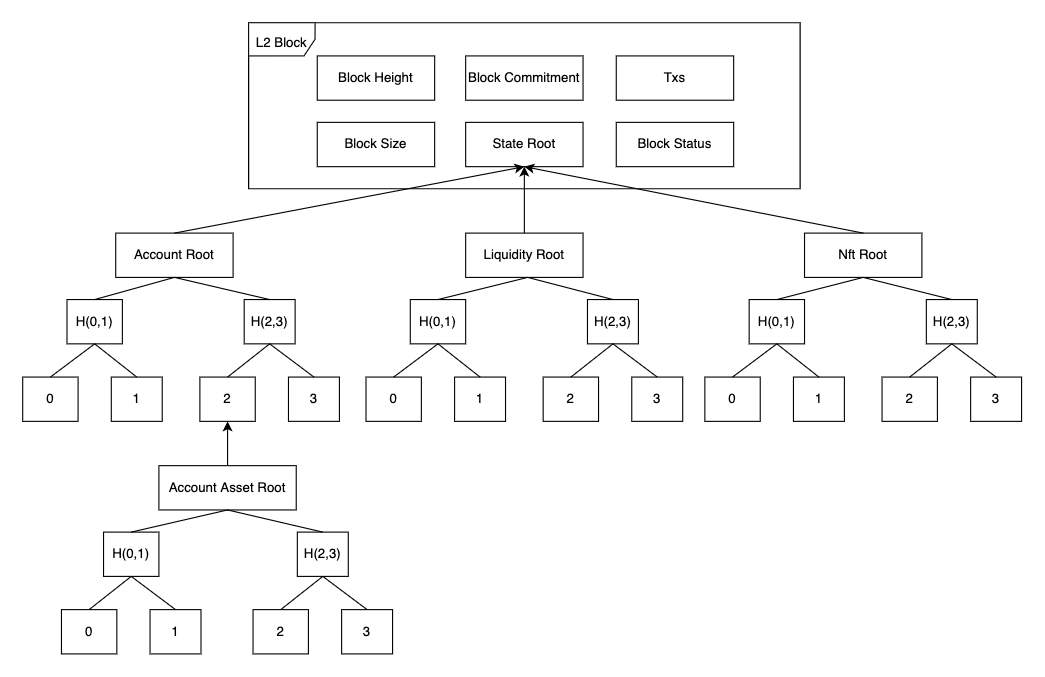 L2 Block
Block Height
Block Commitment
Txs
Block Size
State Root
Block Status
Account Root
Liquidity Root
Nft Root
H(0,1)
H(2,3)
H(0,1)
H(2,3)
H(0,1)
H(2,3)
0
1
2
3
0
1
2
3
0
1
2
3
Account Asset Root
H(0,1)
H(2,3)
0
1
2
3